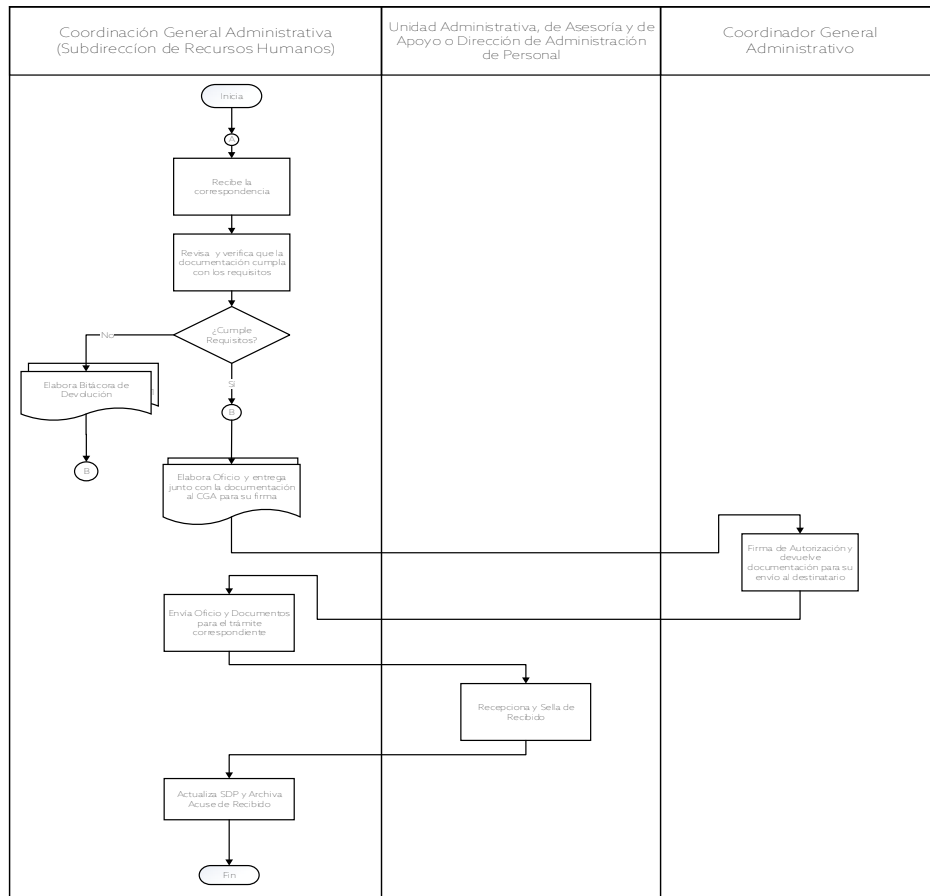 Coordinación General Administrativa
(Subdireccíon de Recursos Humanos)
Unidad Administrativa, de Asesoría y de
Apoyo o Dirección de Administración
de Personal
Coordinador General
Administrativo
Inicia
A
Recibe la
correspondencia
Revisa y verifica que la
documentación cumpla
con los requisitos
¿Cumple
Requisitos?
No
Si
Elabora Bitácora de
Devolución
B
B
Elabora Oficio y entrega
junto con la documentación
al CGA para su firma
Firma de Autorización y
devuelve
documentación para su
envío al destinatario
Envía Oficio y Documentos
para el trámite
correspondiente
Recepciona y Sella de
Recibido
Actualiza SDP y Archiva
Acuse de Recibido
Fin